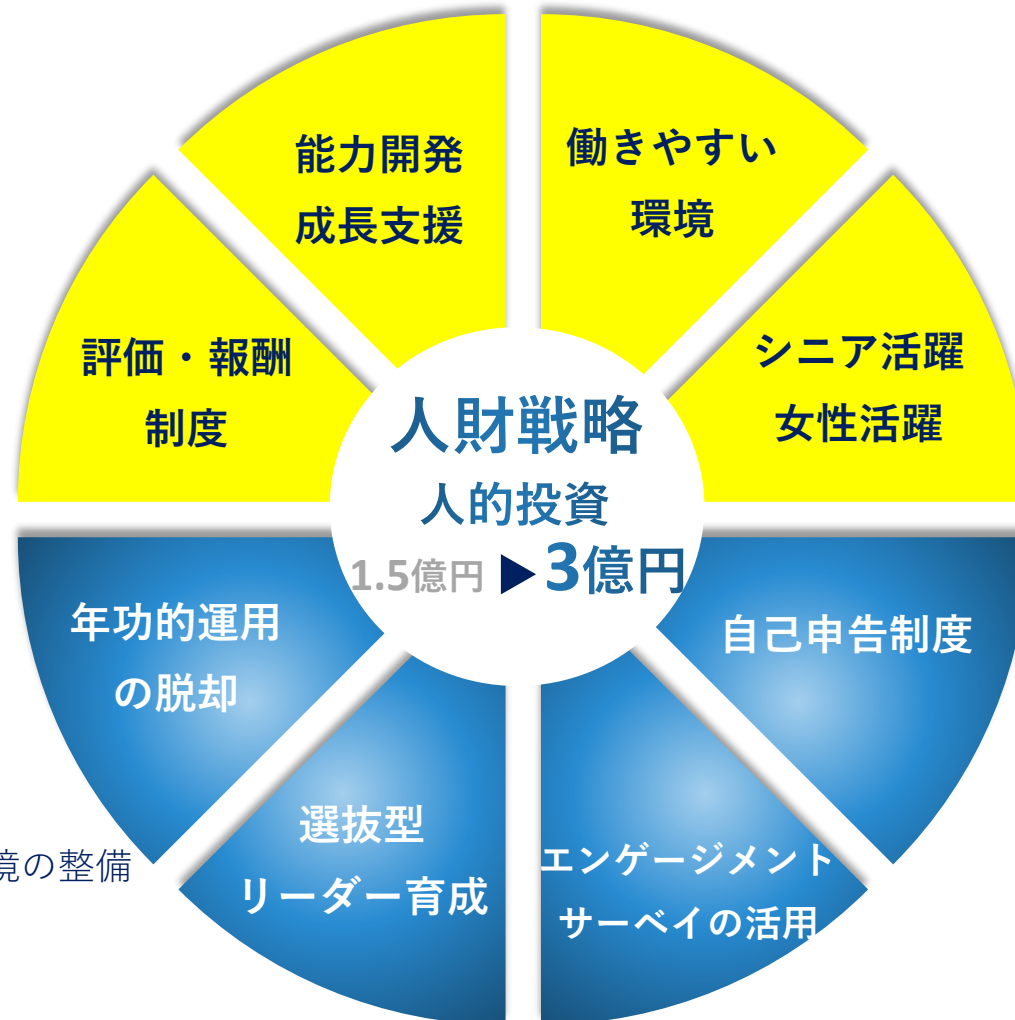 能力開発
成長支援
働きやすい
環境
評価・報酬
制度
シニア活躍
女性活躍
人財戦略
人的投資
1.5億円 ▶ 3億円
年功的運用
の脱却
自己申告制度
選抜型
リーダー育成
エンゲージメント
サーベイの活用
境の整備